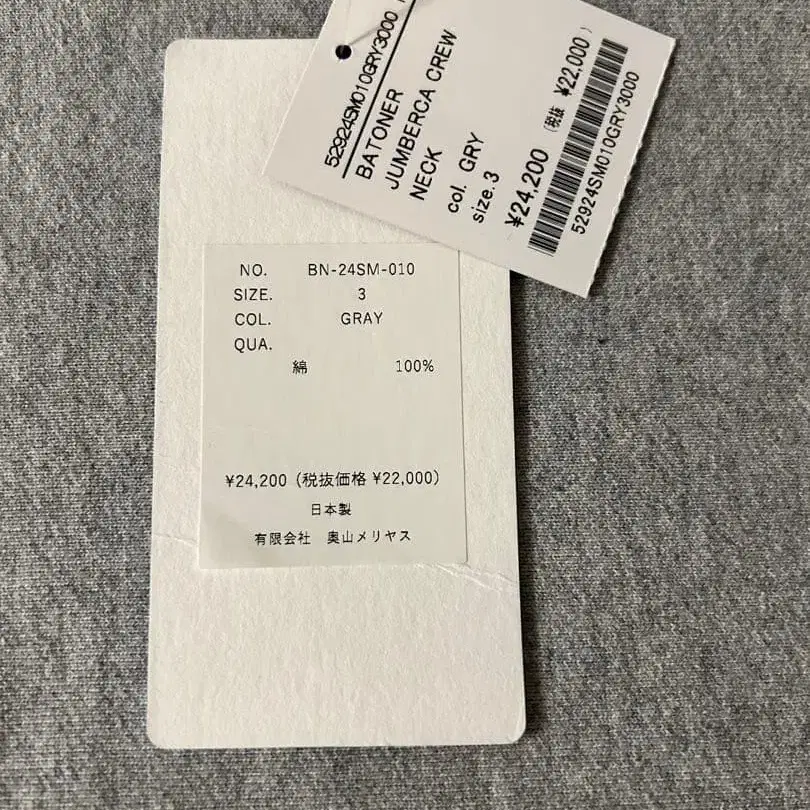 52924SM010GRY3000
BATONER
JUMBERCA CREW
NECK
col. GRY
size.3
¥24,200 (税抜 ¥22,000)
52924SM010GRY3000
NO. BN-24SM-010
SIZE. 3
COL. GRAY
QUA.
綿 100%
¥24,200 (税抜価格 ¥22,000)
日本製
有限会社 奥山メリヤス